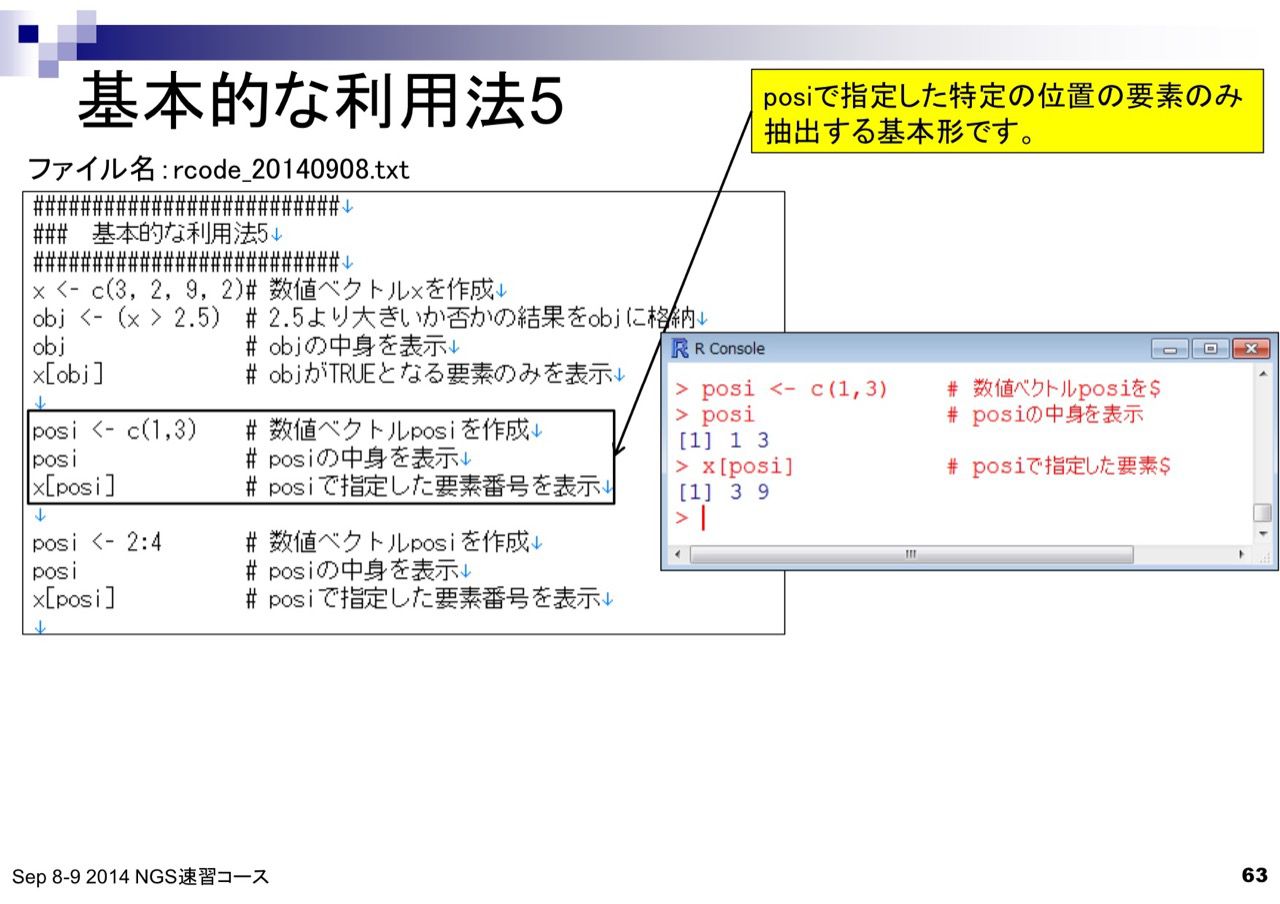 基本的な利用法5
posiで指定した特定の位置の要素のみ
抽出する基本形です。
ファイル名：rcode_20140908.txt
##########################↓
###　基本的な利用法5↓
##########################↓
x <- c(3, 2, 9, 2)# 数値ベクトルxを作成↓
obj <- (x > 2.5)  # 2.5より大きいか否かの結果をobjに格納↓
obj               # objの中身を表示↓
x[obj]            # objがTRUEとなる要素のみを表示↓
↓
posi <- c(1,3)    # 数値ベクトルposiを作成↓
posi              # posiの中身を表示↓
x[posi]           # posiで指定した要素番号を表示↓
↓
posi <- 2:4       # 数値ベクトルposiを作成↓
posi              # posiの中身を表示↓
x[posi]           # posiで指定した要素番号を表示↓
↓
R Console
> posi <- c(1,3)    # 数値ベクトルposiを$
> posi              # posiの中身を表示
[1] 1 3
> x[posi]           # posiで指定した要素$
[1] 3 9
>
Sep 8-9 2014 NGS速習コース
63